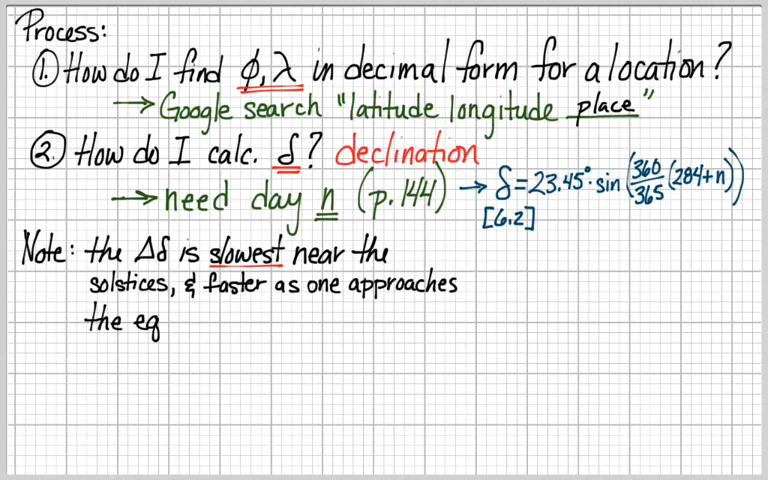 Process:
① How do I find ϕ, λ in decimal form for a location?
→ Google search "latitude longitude place"
② How do I calc. δ? declination
→ need day n (p. 144) → δ = 23.45° · sin(360/365 (284+n))
[6.2]
Note: the Δδ is slowest near the
solstices, & faster as one approaches
the eq